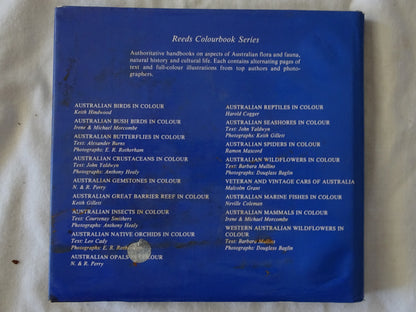 Reeds Colourbook Series
Authoritative handbooks on aspects of Australian flora and fauna,
natural history and cultural life. Each contains alternating pages of
text and full-colour illustrations from top authors and photo-
graphers.
AUSTRALIAN BIRDS IN COLOUR
Keith Hindwood
AUSTRALIAN BUSH BIRDS IN COLOUR
Irene & Michael Morcombe
AUSTRALIAN BUTTERFLIES IN COLOUR
Text: Alexander Burns
Photographs: E. R. Rotherham
AUSTRALIAN CRUSTACEANS IN COLOUR
Text: John Yaldwyn
Photographs: Anthony Healy
AUSTRALIAN GEMSTONES IN COLOUR
N. & R. Perry
AUSTRALIAN GREAT BARRIER REEF IN COLOUR
Keith Gillett
AUSTRALIAN INSECTS IN COLOUR
Text: Courtenay Smithers
Photographs: Anthony Healy
AUSTRALIAN NATIVE ORCHIDS IN COLOUR
Text: Leo Cady
Photographs: E. R. Rotherham
AUSTRALIAN OPALS IN COLOUR
N. & R. Perry
AUSTRALIAN REPTILES IN COLOUR
Harold Cogger
AUSTRALIAN SEASHORES IN COLOUR
Text: John Yaldwyn
Photographs: Keith Gillett
AUSTRALIAN SPIDERS IN COLOUR
Ramon Mascord
AUSTRALIAN WILDFLOWERS IN COLOUR
Text: Barbara Mullins
Photographs: Douglass Baglin
VETERAN AND VINTAGE CARS OF AUSTRALIA
Malcolm Grant
AUSTRALIAN MARINE FISHES IN COLOUR
Neville Coleman
AUSTRALIAN MAMMALS IN COLOUR
Irene & Michael Morcombe
WESTERN AUSTRALIAN WILDFLOWERS IN
COLOUR
Text: Barbara Mullins
Photographs: Douglass Baglin